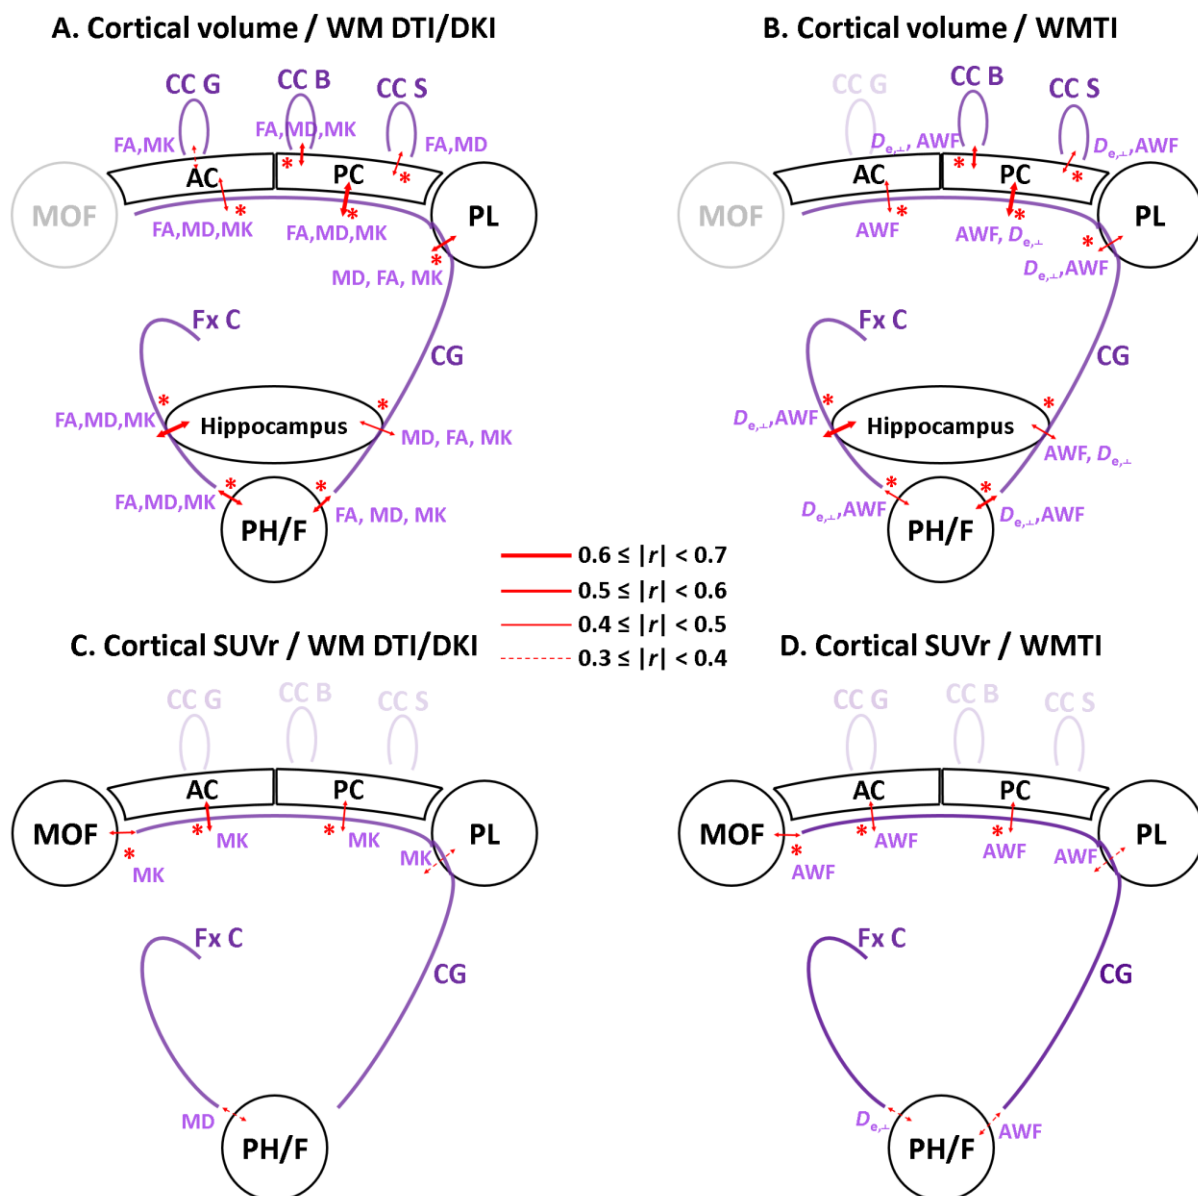 A. Cortical volume / WM DTI/DKI
CC G
CC B
CC S
FA,MK
FA,MD,MK
FA,MD
*
*
MOF
AC
PC
PL
*
*
FA,MD,MK
FA,MD,MK
*
MD, FA, MK
Fx C
CG
*
*
FA,MD,MK
Hippocampus
MD, FA, MK
*
*
FA,MD,MK
FA, MD, MK
PH/F
B. Cortical volume / WMTI
CC G
CC B
CC S
De,⊥, AWF
De,⊥,AWF
*
*
MOF
AC
PC
PL
*
*
AWF
AWF, De,⊥
*
De,⊥,AWF
Fx C
CG
*
*
De,⊥,AWF
Hippocampus
AWF, De,⊥
*
*
De,⊥,AWF
De,⊥,AWF
PH/F
0.6 ≤ |r| < 0.7
0.5 ≤ |r| < 0.6
0.4 ≤ |r| < 0.5
0.3 ≤ |r| < 0.4
C. Cortical SUVr / WM DTI/DKI
CC G
CC B
CC S
AC
PC
MOF
PL
*
MK
*
MK
MK
*
MK
Fx C
CG
MD
PH/F
D. Cortical SUVr / WMTI
CC G
CC B
CC S
AC
PC
MOF
PL
*
AWF
*
AWF
AWF
*
AWF
Fx C
CG
De,⊥
AWF
PH/F